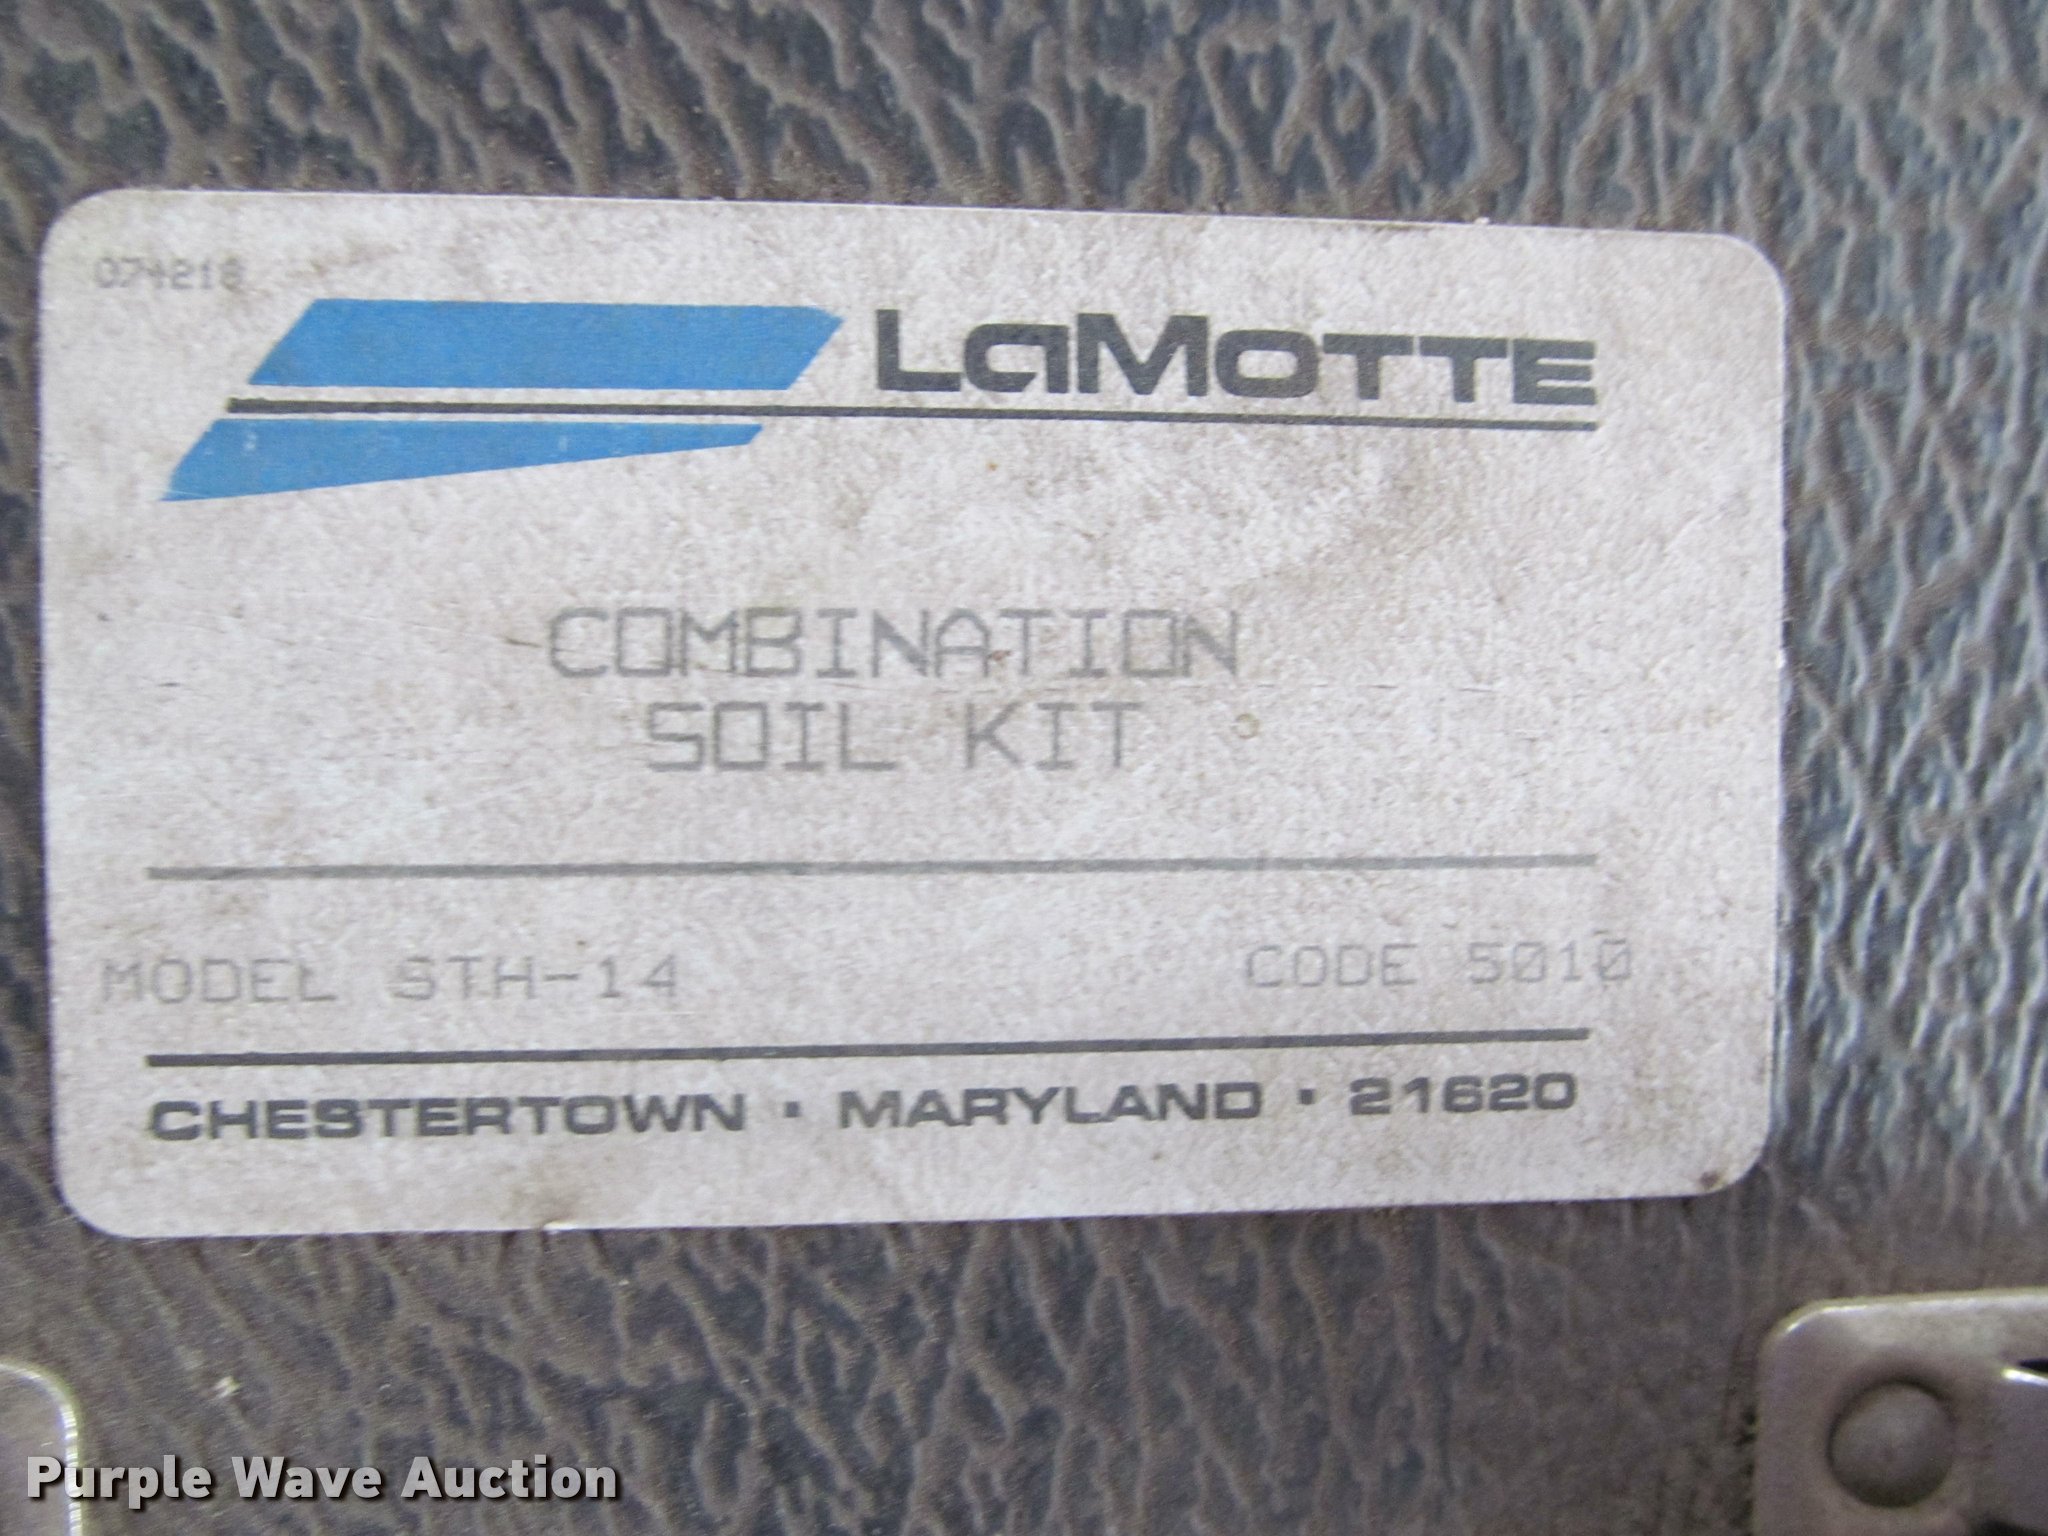 074218
LaMOTTE
COMBINATION
SOIL KIT
MODEL STH-14 CODE 5010
CHESTERTOWN · MARYLAND · 21620
Purple Wave Auction